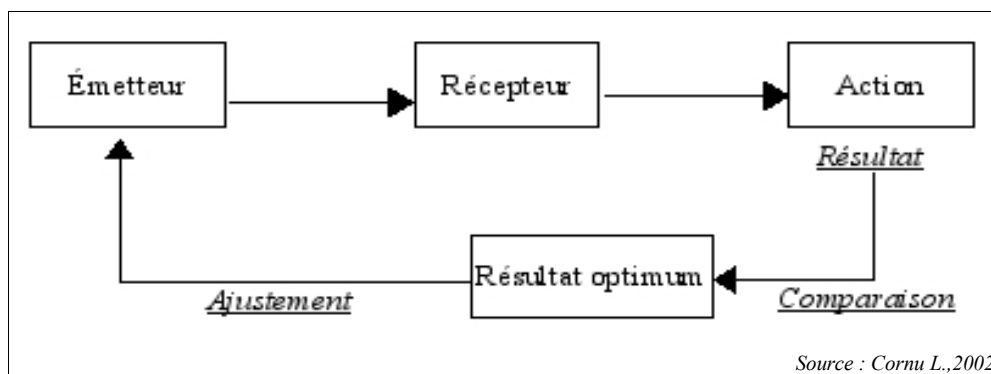 Émetteur
Récepteur
Action
Résultat
Résultat optimum
Ajustement
Comparaison
Source : Cornu L.,2002